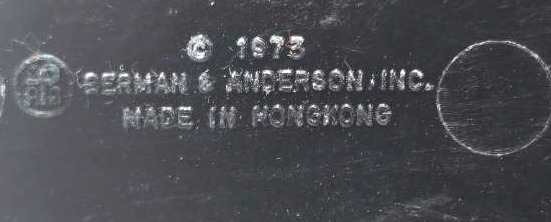 © 1973
BERMAN & ANDERSON, INC.
MADE IN HONGKONG